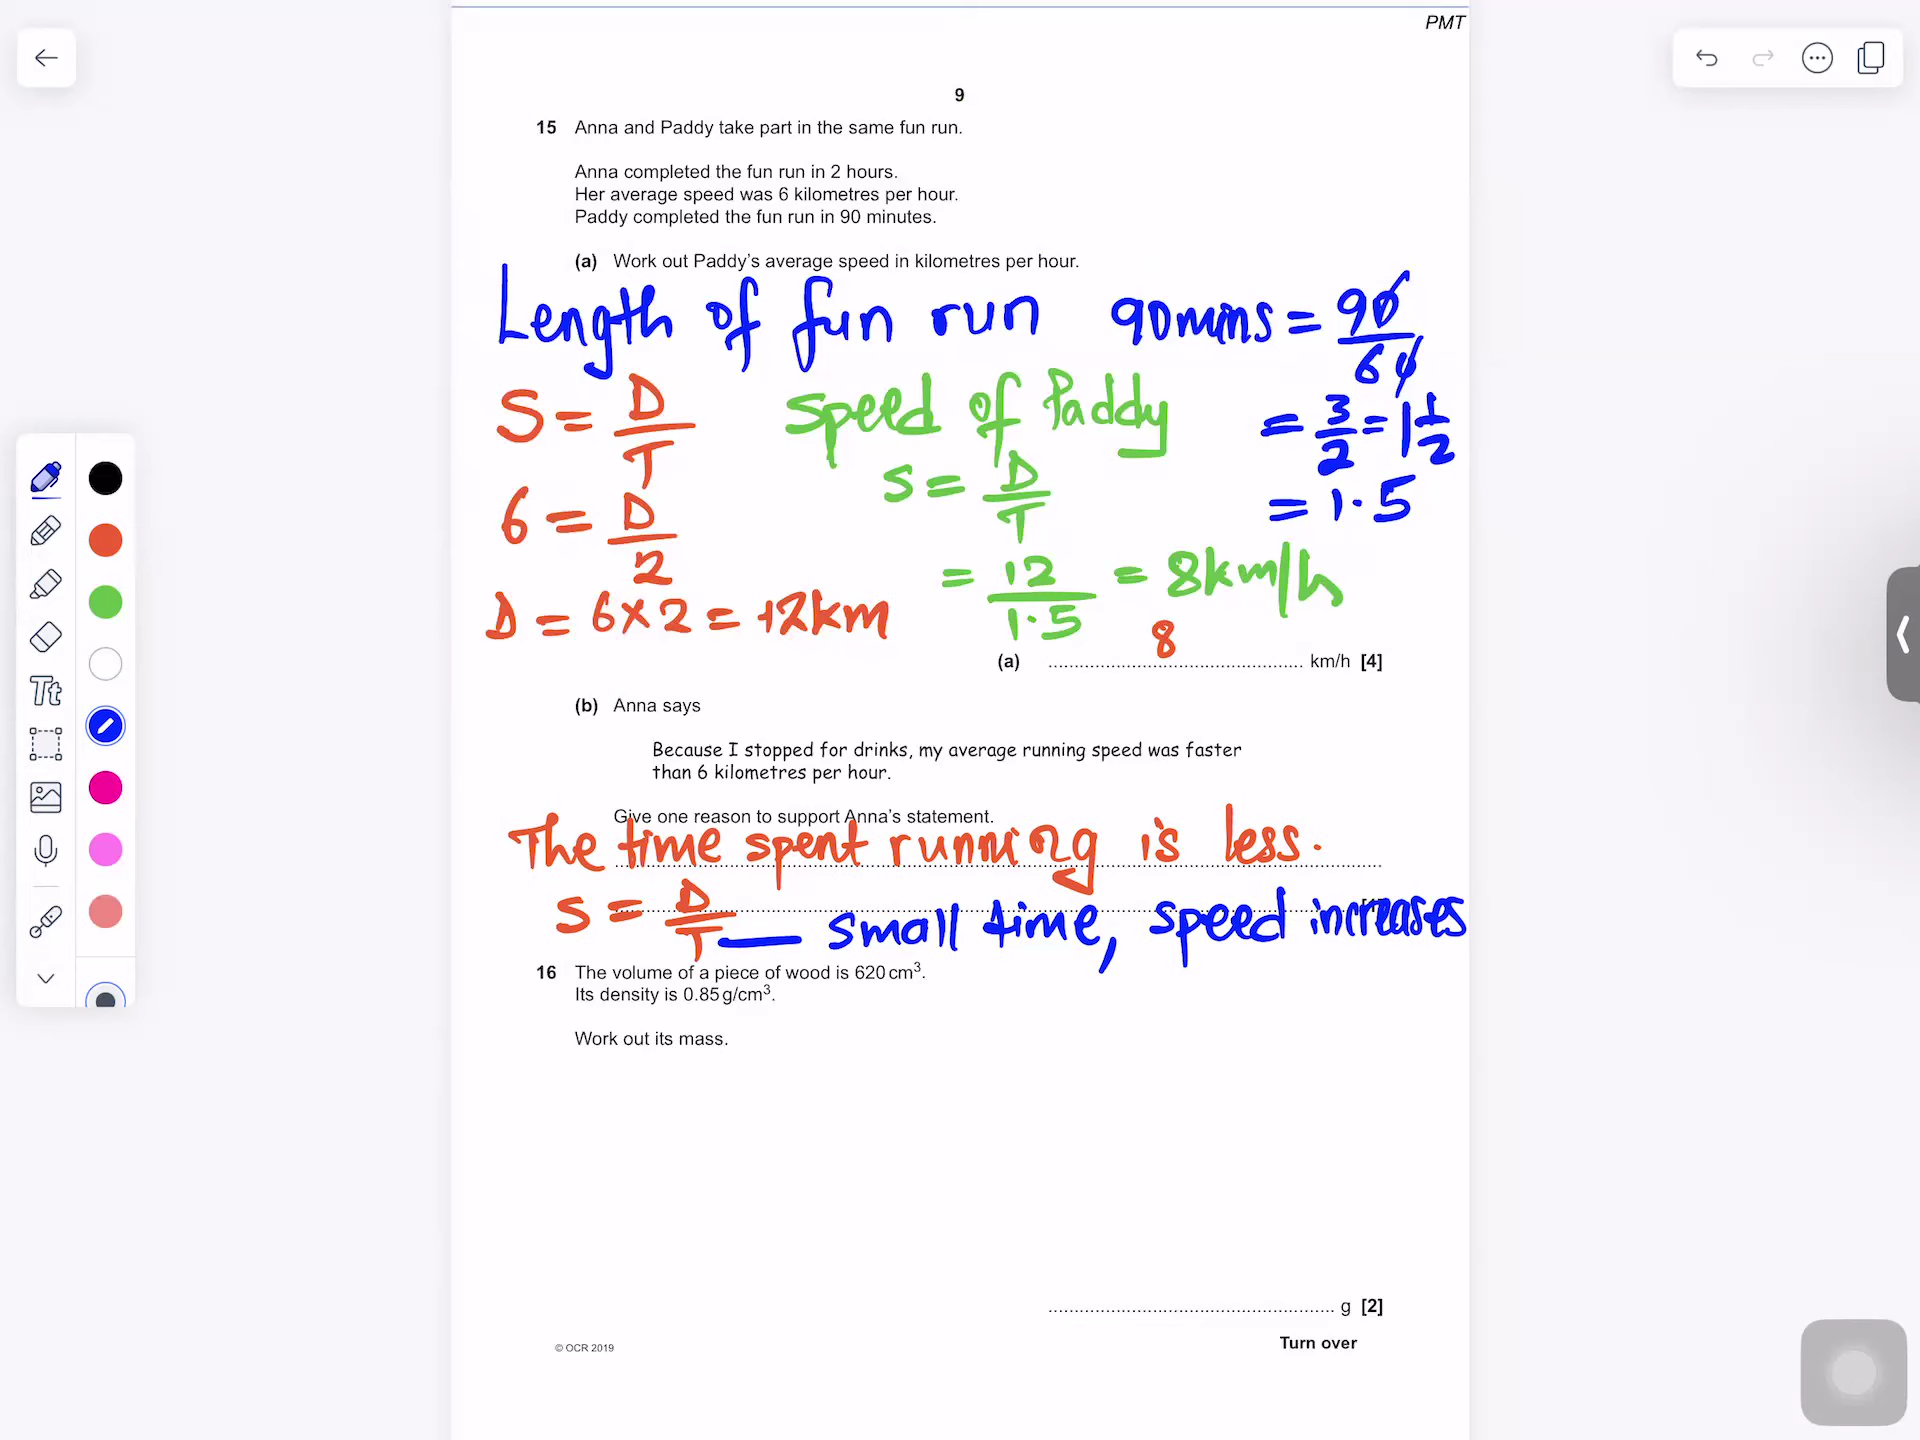 PMT
9
15 Anna and Paddy take part in the same fun run.
Anna completed the fun run in 2 hours.
Her average speed was 6 kilometres per hour.
Paddy completed the fun run in 90 minutes.
(a) Work out Paddy's average speed in kilometres per hour.
Length of fun run 90mins = 90/60
S = D/T Speed of Paddy = 3/2 = 1 1/2
6 = D/2 S = D/T = 1.5
D = 6 × 2 = 12km = 12/1.5 = 8km/h
8
(a) .................... km/h [4]
(b) Anna says
Because I stopped for drinks, my average running speed was faster
than 6 kilometres per hour.
Give one reason to support Anna's statement.
The time spent running is less.
S = D/T — small time, speed increases
16 The volume of a piece of wood is 620 cm³.
Its density is 0.85 g/cm³.
Work out its mass.
.................... g [2]
© OCR 2019
Turn over
Tt